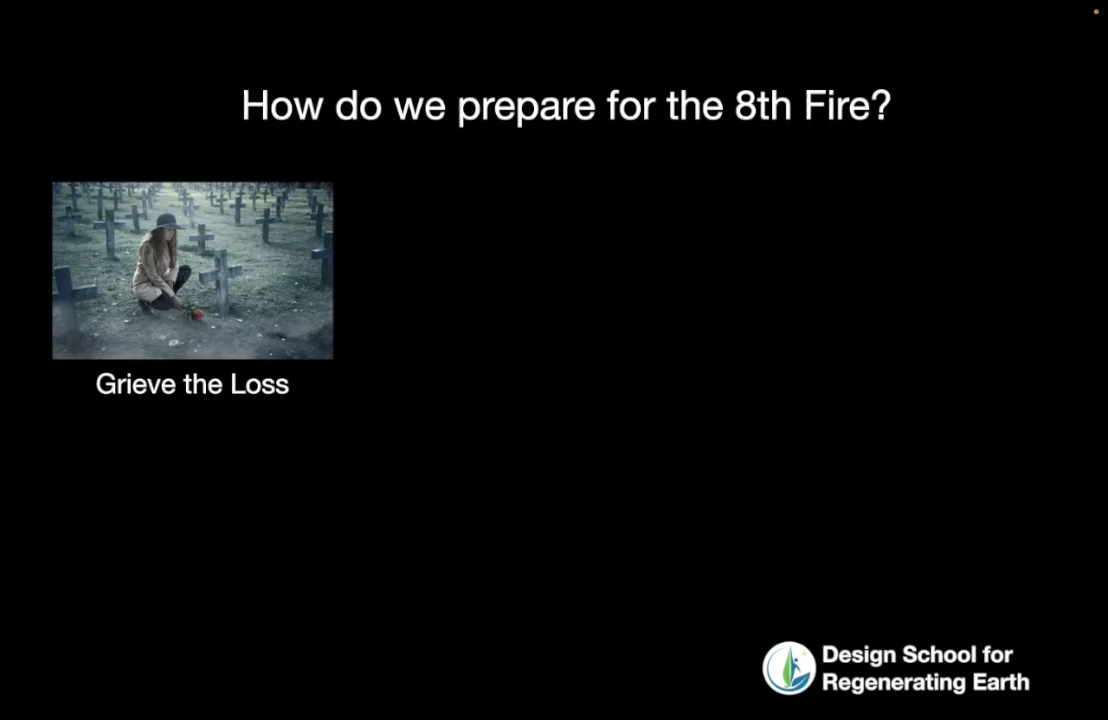 How do we prepare for the 8th Fire?
Grieve the Loss
Design School for
Regenerating Earth